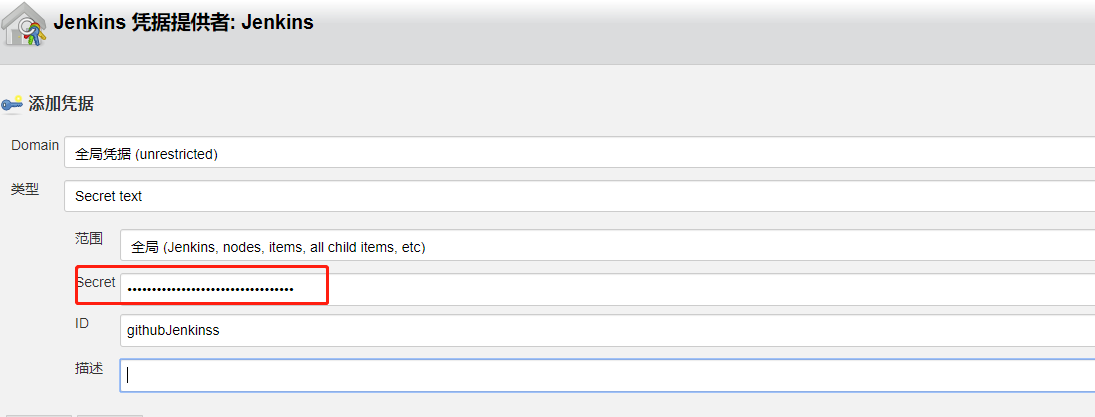 Jenkins 凭据提供者: Jenkins
添加凭据
Domain
全局凭据 (unrestricted)
类型
Secret text
范围
全局 (Jenkins, nodes, items, all child items, etc)
Secret
••••••••••••••••••••••••••••••••••
ID
githubJenkinss
描述